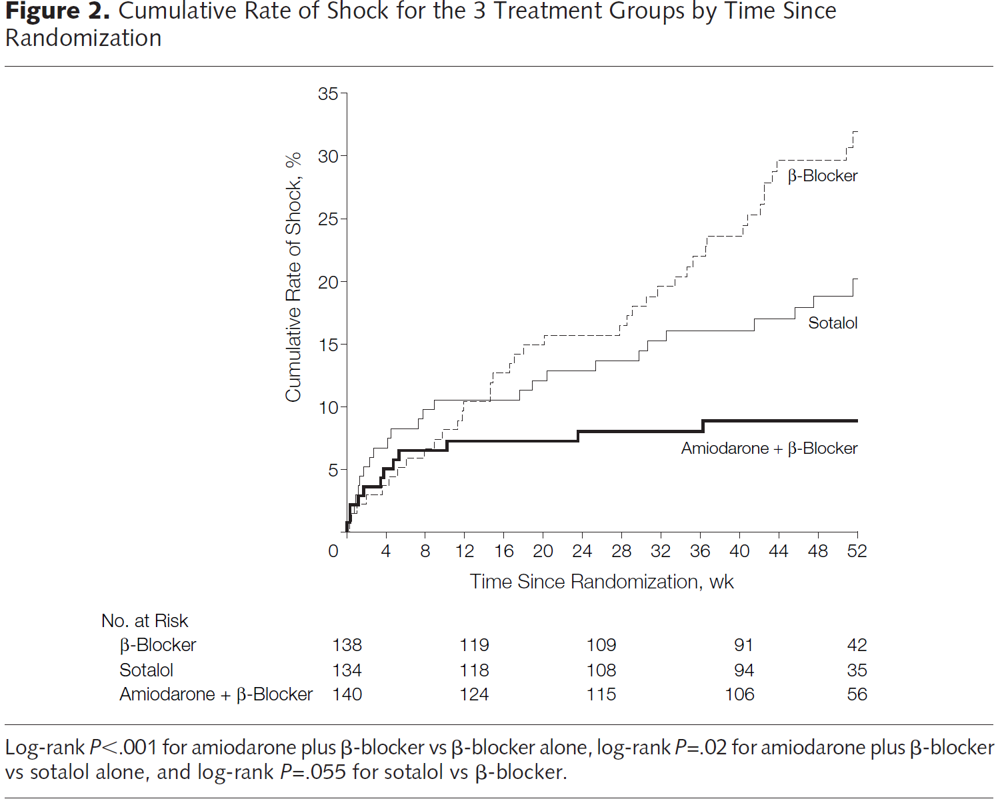 Figure 2. Cumulative Rate of Shock for the 3 Treatment Groups by Time Since
Randomization
35
30
25
20
15
10
5
Cumulative Rate of Shock, %
β-Blocker
Sotalol
Amiodarone + β-Blocker
0 4 8 12 16 20 24 28 32 36 40 44 48 52
Time Since Randomization, wk
No. at Risk
β-Blocker 138 119 109 91 42
Sotalol 134 118 108 94 35
Amiodarone + β-Blocker 140 124 115 106 56
Log-rank P<.001 for amiodarone plus β-blocker vs β-blocker alone, log-rank P=.02 for amiodarone plus β-blocker
vs sotalol alone, and log-rank P=.055 for sotalol vs β-blocker.